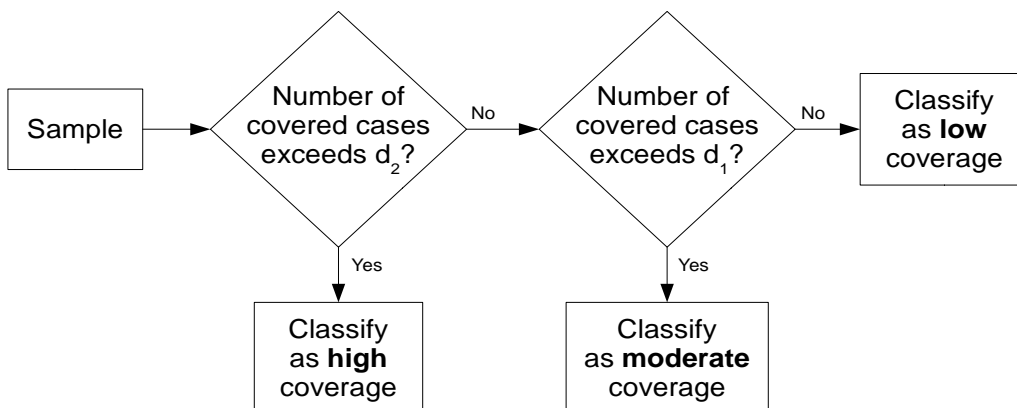 Sample
Number of
covered cases
exceeds d₂?
No
Number of
covered cases
exceeds d₁?
No
Classify
as low
coverage
Yes
Classify
as high
coverage
Yes
Classify
as moderate
coverage